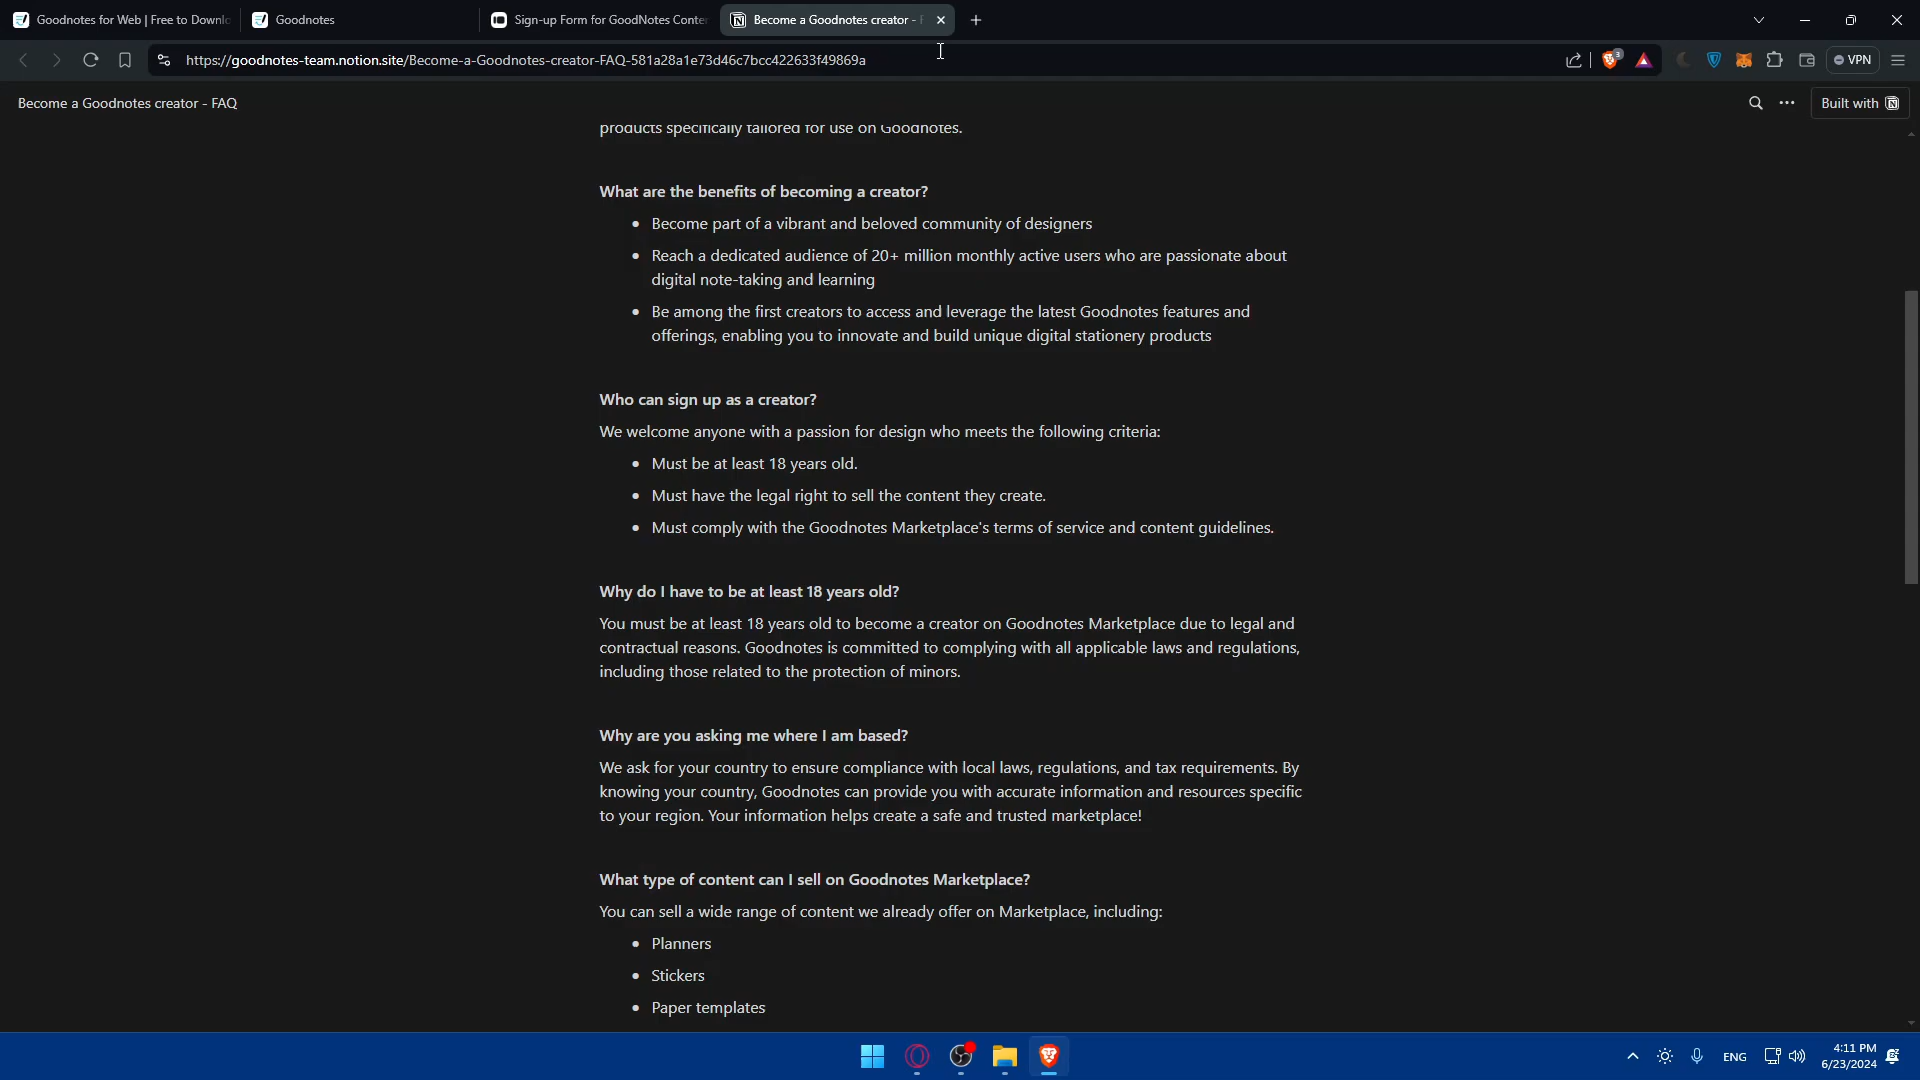 Goodnotes for Web | Free to Downlo
Goodnotes
Sign-up Form for GoodNotes Conter
Become a Goodnotes creator - F
https://goodnotes-team.notion.site/Become-a-Goodnotes-creator-FAQ-581a28a1e73d46c7bcc422633f49869a
3
VPN
Become a Goodnotes creator - FAQ
Built with
products specifically tailored for use on Goodnotes.
What are the benefits of becoming a creator?
• Become part of a vibrant and beloved community of designers
• Reach a dedicated audience of 20+ million monthly active users who are passionate about
digital note-taking and learning
• Be among the first creators to access and leverage the latest Goodnotes features and
offerings, enabling you to innovate and build unique digital stationery products
Who can sign up as a creator?
We welcome anyone with a passion for design who meets the following criteria:
• Must be at least 18 years old.
• Must have the legal right to sell the content they create.
• Must comply with the Goodnotes Marketplace's terms of service and content guidelines.
Why do I have to be at least 18 years old?
You must be at least 18 years old to become a creator on Goodnotes Marketplace due to legal and
contractual reasons. Goodnotes is committed to complying with all applicable laws and regulations,
including those related to the protection of minors.
Why are you asking me where I am based?
We ask for your country to ensure compliance with local laws, regulations, and tax requirements. By
knowing your country, Goodnotes can provide you with accurate information and resources specific
to your region. Your information helps create a safe and trusted marketplace!
What type of content can I sell on Goodnotes Marketplace?
You can sell a wide range of content we already offer on Marketplace, including:
• Planners
• Stickers
• Paper templates
ENG
4:11 PM
6/23/2024